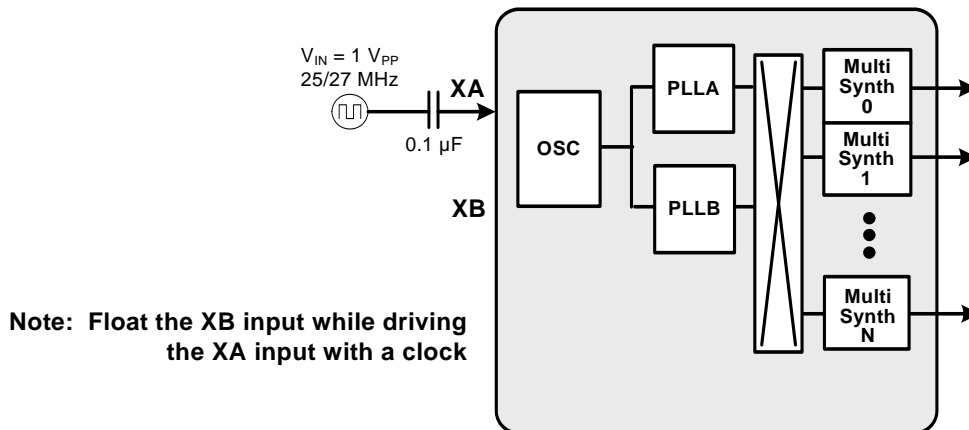 V_IN = 1 V_PP
25/27 MHz
XA
0.1 µF
XB
OSC
PLLA
PLLB
Multi
Synth
0
Multi
Synth
1
Multi
Synth
N
Note: Float the XB input while driving
the XA input with a clock